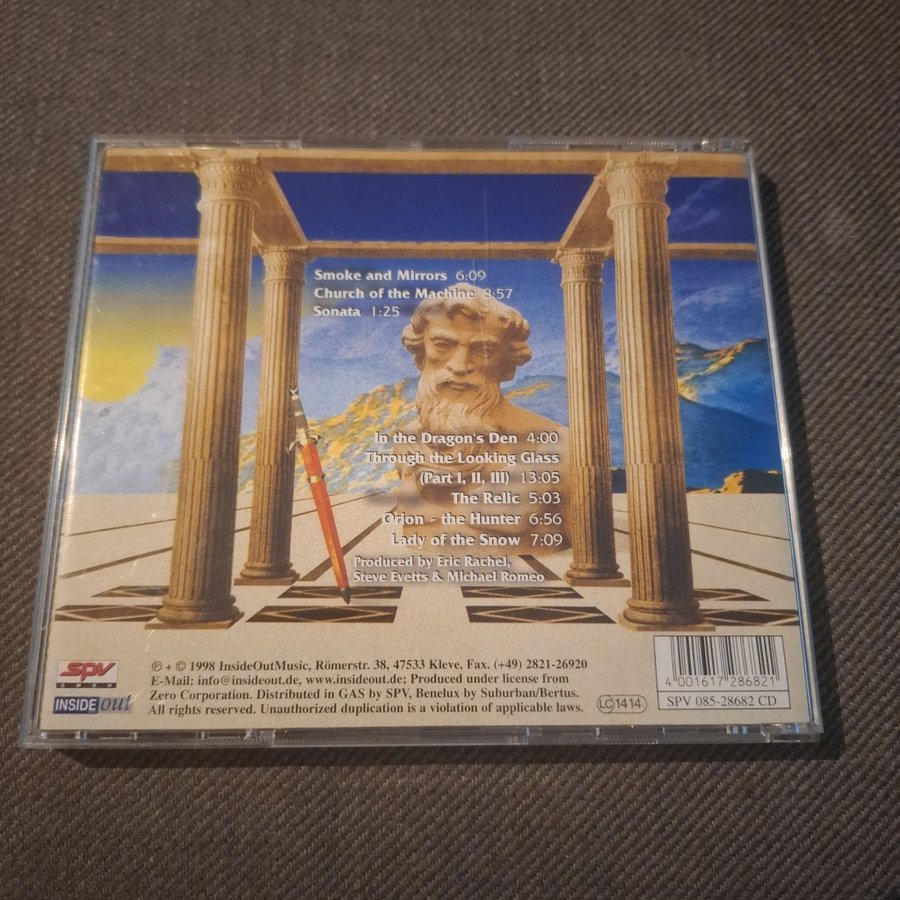 Smoke and Mirrors 6:09
Church of the Machine 8:57
Sonata 1:25
In the Dragon's Den 4:00
Through the Looking Glass
(Part I, II, III) 13:05
The Relic 5:03
Orion - the Hunter 6:56
Lady of the Snow 7:09
Produced by Eric Rachel,
Steve Evetts & Michael Romeo
SPV
GMBH
INSIDE out
℗ + © 1998 InsideOutMusic, Römerstr. 38, 47533 Kleve, Fax. (+49) 2821-26920
E-Mail: info@insideout.de, www.insideout.de; Produced under license from
Zero Corporation. Distributed in GAS by SPV, Benelux by Suburban/Bertus.
All rights reserved. Unauthorized duplication is a violation of applicable laws.
LC 1414
4 001617 286821
SPV 085-28682 CD